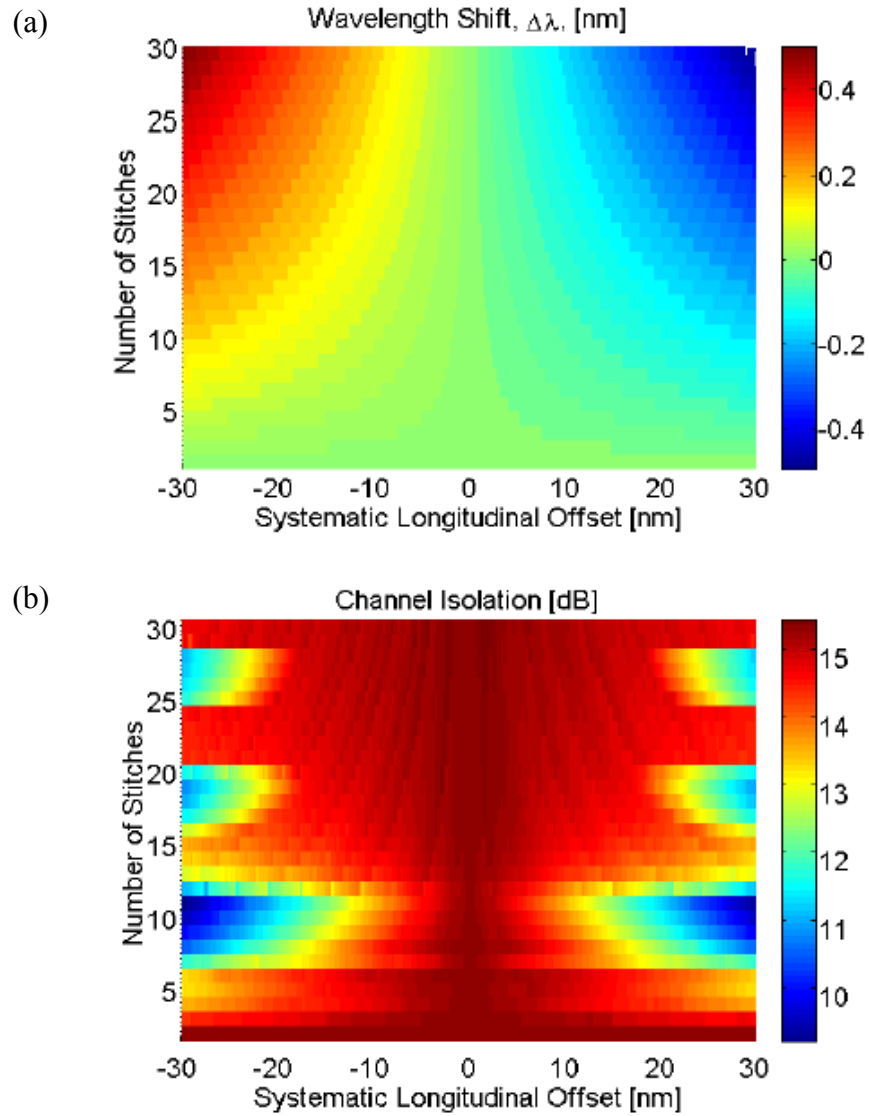 (a)
Wavelength Shift, Δλ, [nm]
30
25
20
15
10
5
Number of Stitches
-30 -20 -10 0 10 20 30
Systematic Longitudinal Offset [nm]
0.4
0.2
0
-0.2
-0.4
(b)
Channel Isolation [dB]
30
25
20
15
10
5
Number of Stitches
-30 -20 -10 0 10 20 30
Systematic Longitudinal Offset [nm]
15
14
13
12
11
10